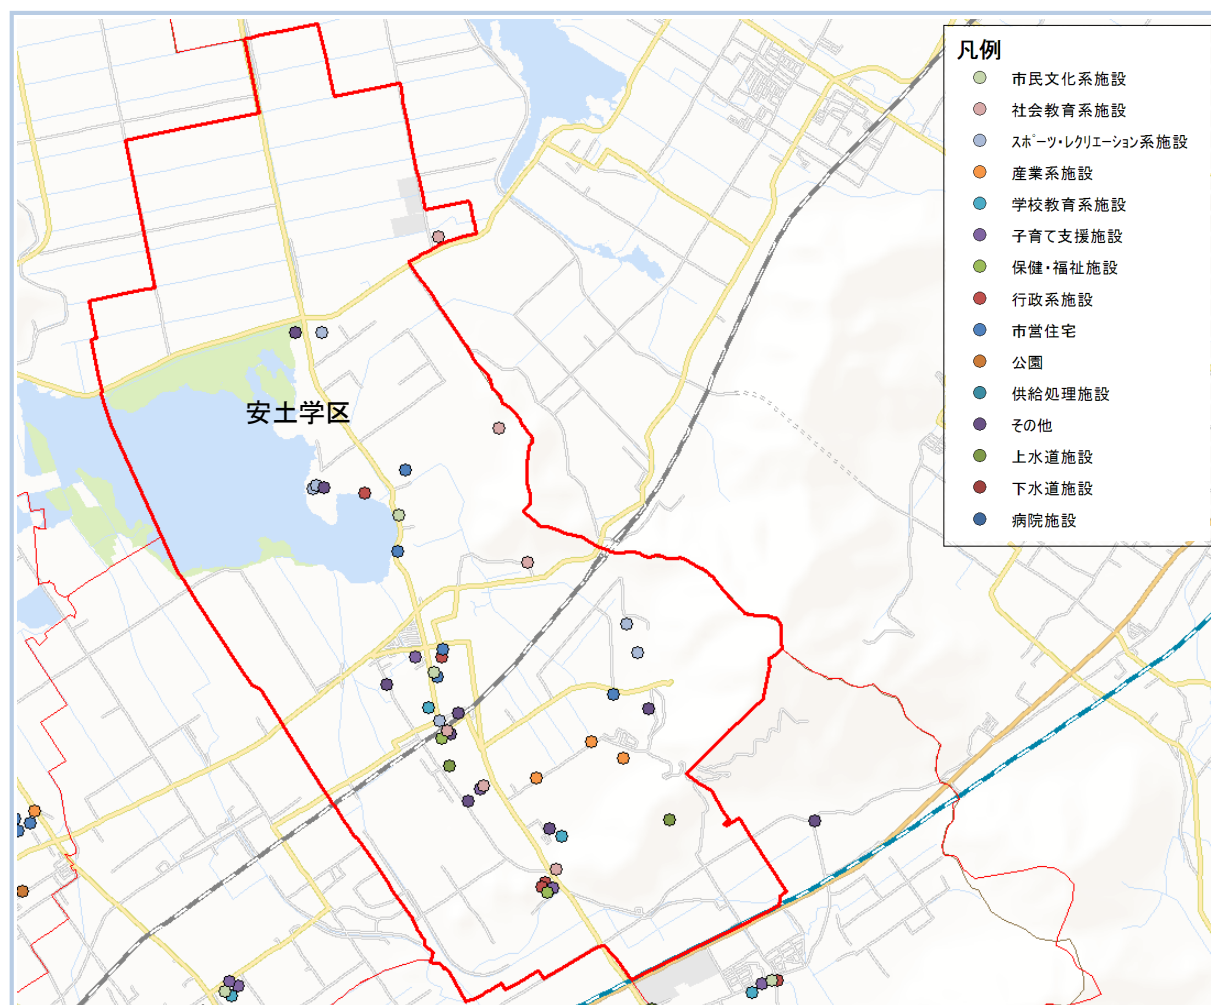 凡例
市民文化系施設
社会教育系施設
ｽﾎﾟｰﾂ・ﾚｸﾘｴｰｼｮﾝ系施設
産業系施設
学校教育系施設
子育て支援施設
保健・福祉施設
行政系施設
市営住宅
公園
供給処理施設
その他
上水道施設
下水道施設
病院施設
安土学区